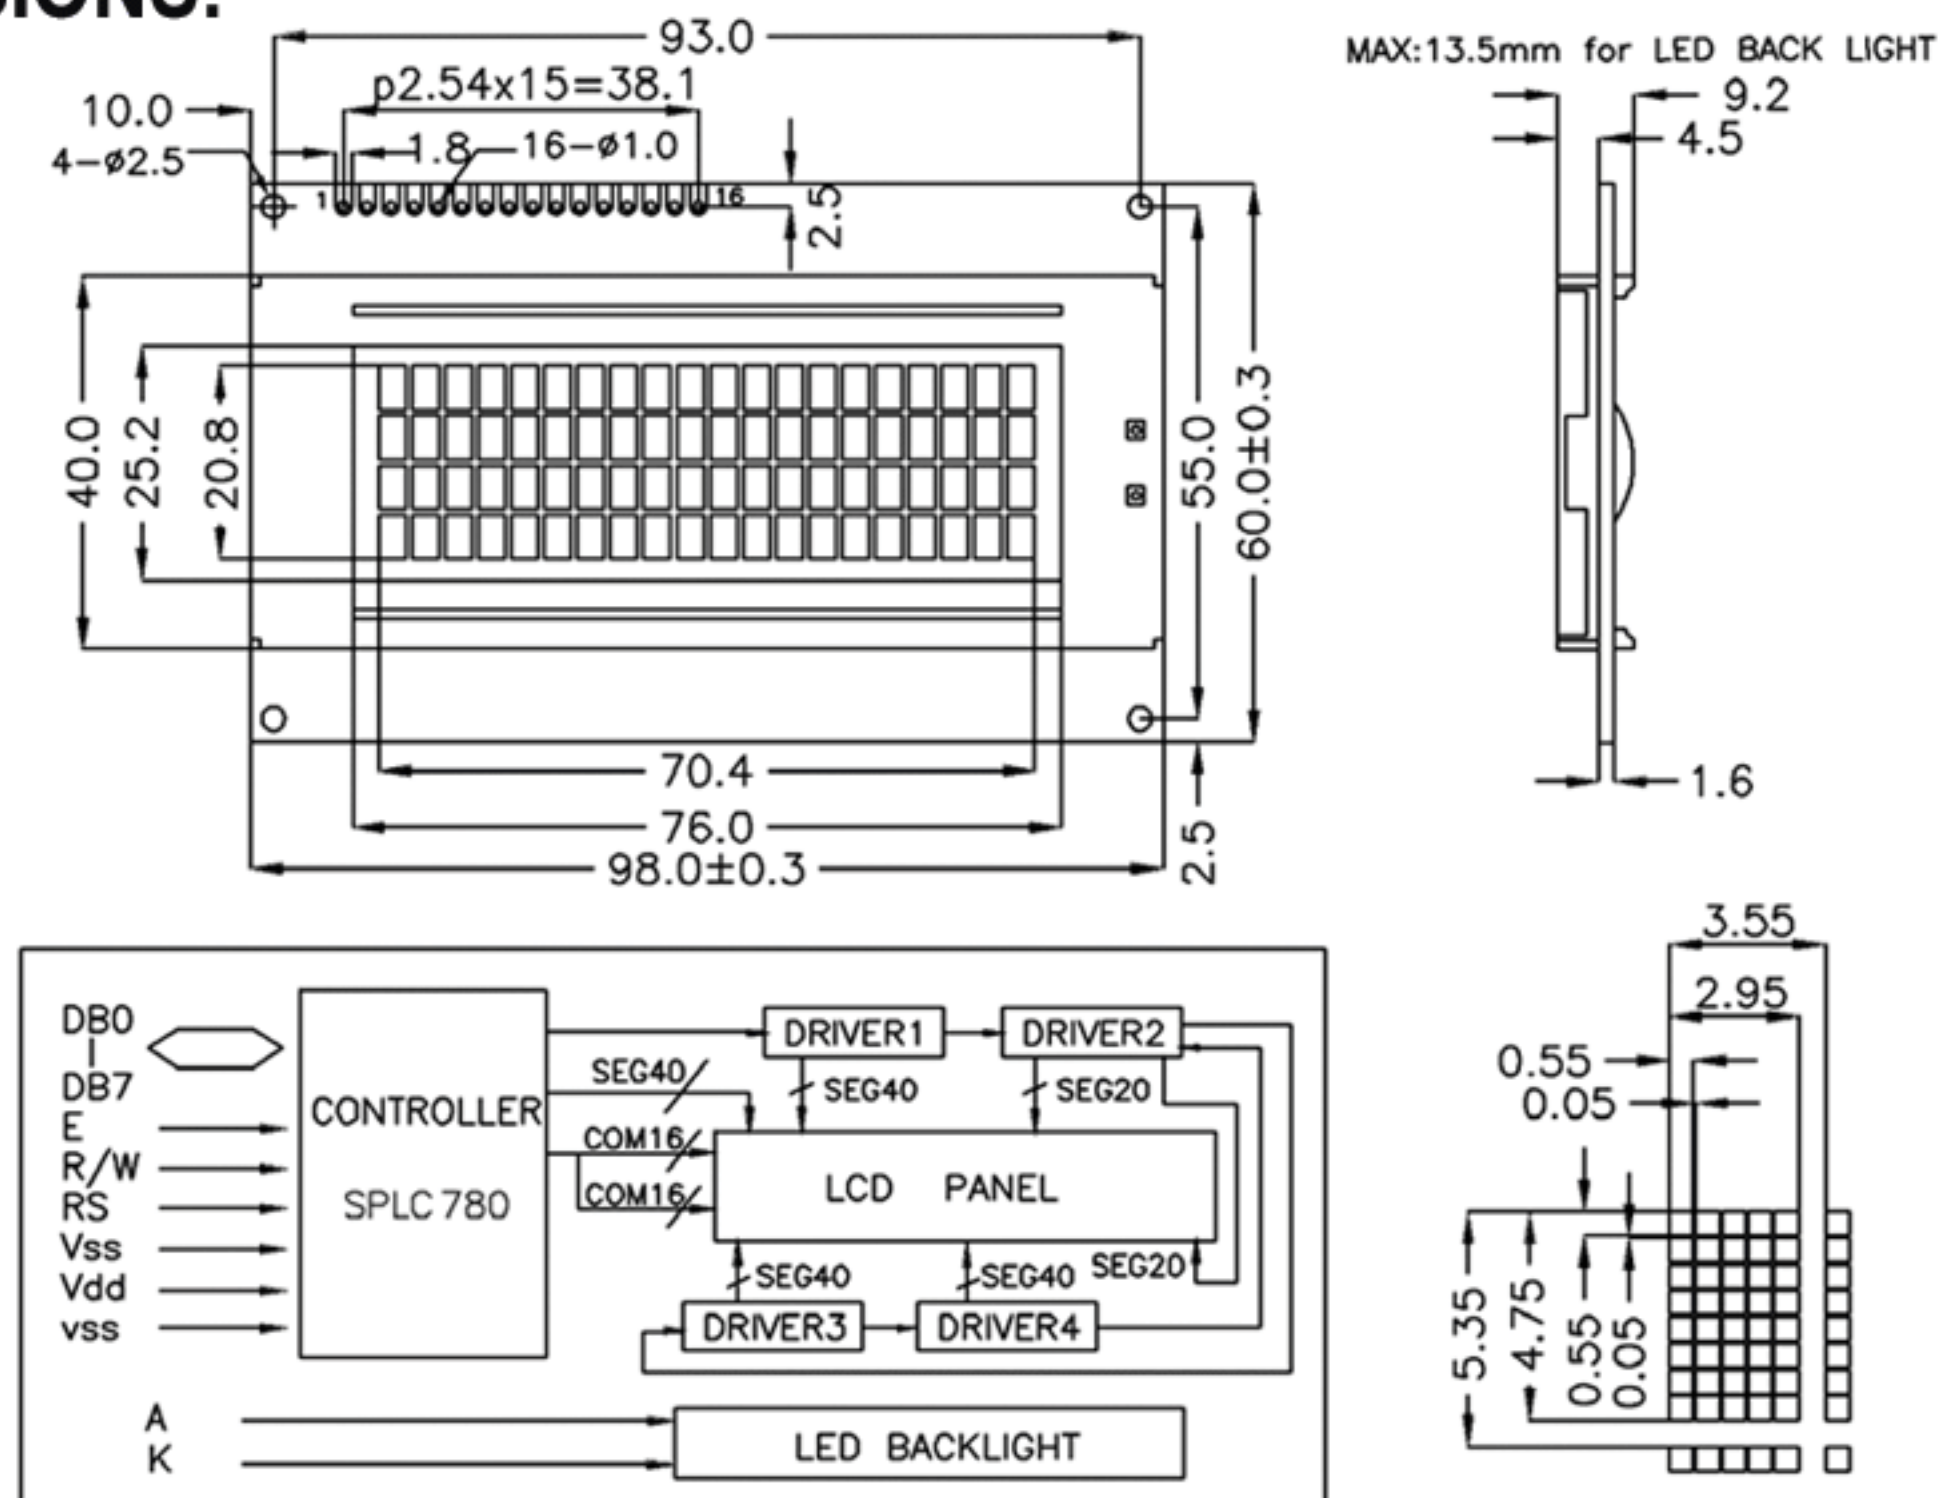 SIONS:
93.0
MAX:13.5mm for LED BACK LIGHT
p2.54x15=38.1
9.2
10.0
4.5
1.8
16-ø1.0
4-ø2.5
1
16
2.5
40.0
25.2
20.8
55.0
60.0±0.3
70.4
1.6
76.0
98.0±0.3
2.5
DB0
DB7
E
R/W
RS
Vss
Vdd
vss
CONTROLLER
SPLC780
DRIVER1
DRIVER2
SEG40
SEG40
SEG20
COM16
COM16
LCD PANEL
SEG40
SEG40
SEG20
DRIVER3
DRIVER4
A
K
LED BACKLIGHT
3.55
2.95
0.55
0.05
5.35
4.75
0.55
0.05